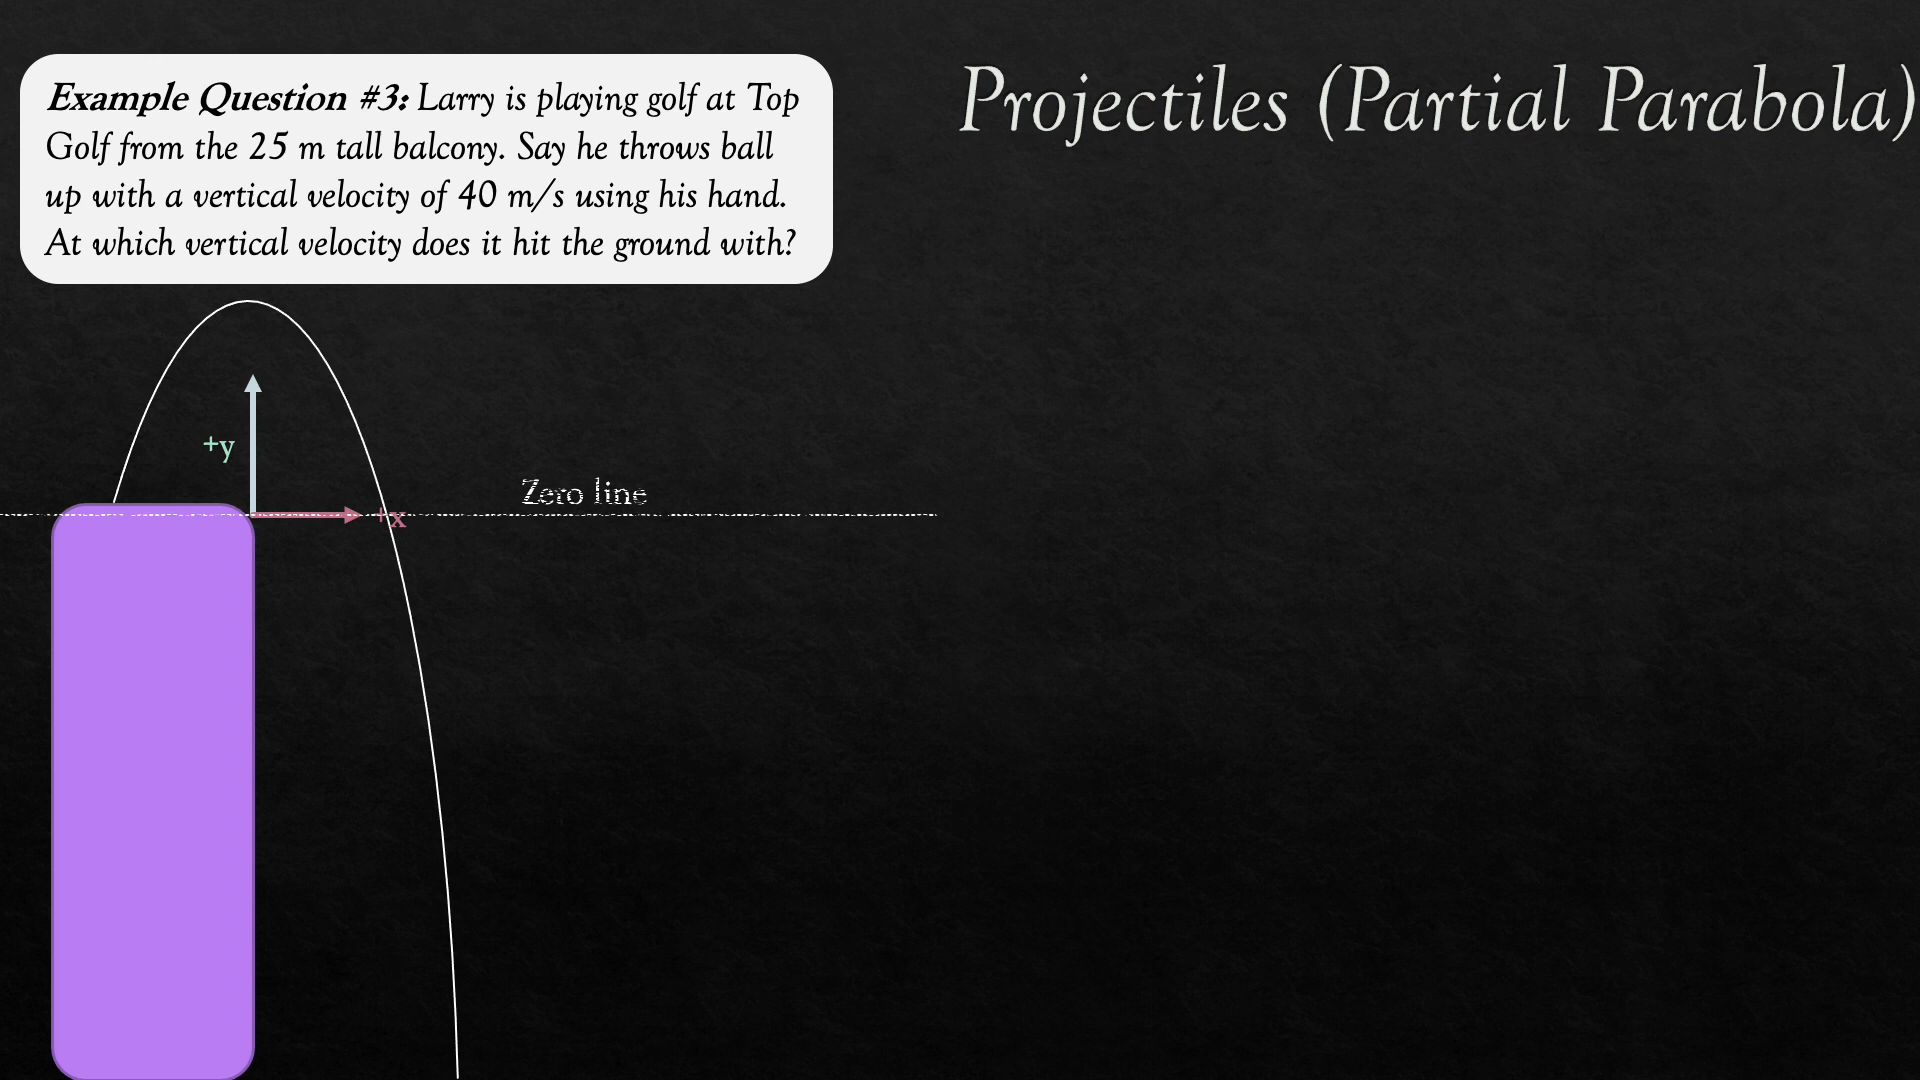 Example Question #3: Larry is playing golf at Top
Golf from the 25 m tall balcony. Say he throws ball
up with a vertical velocity of 40 m/s using his hand.
At which vertical velocity does it hit the ground with?
Projectiles (Partial Parabola)
+y
Zero line
+x